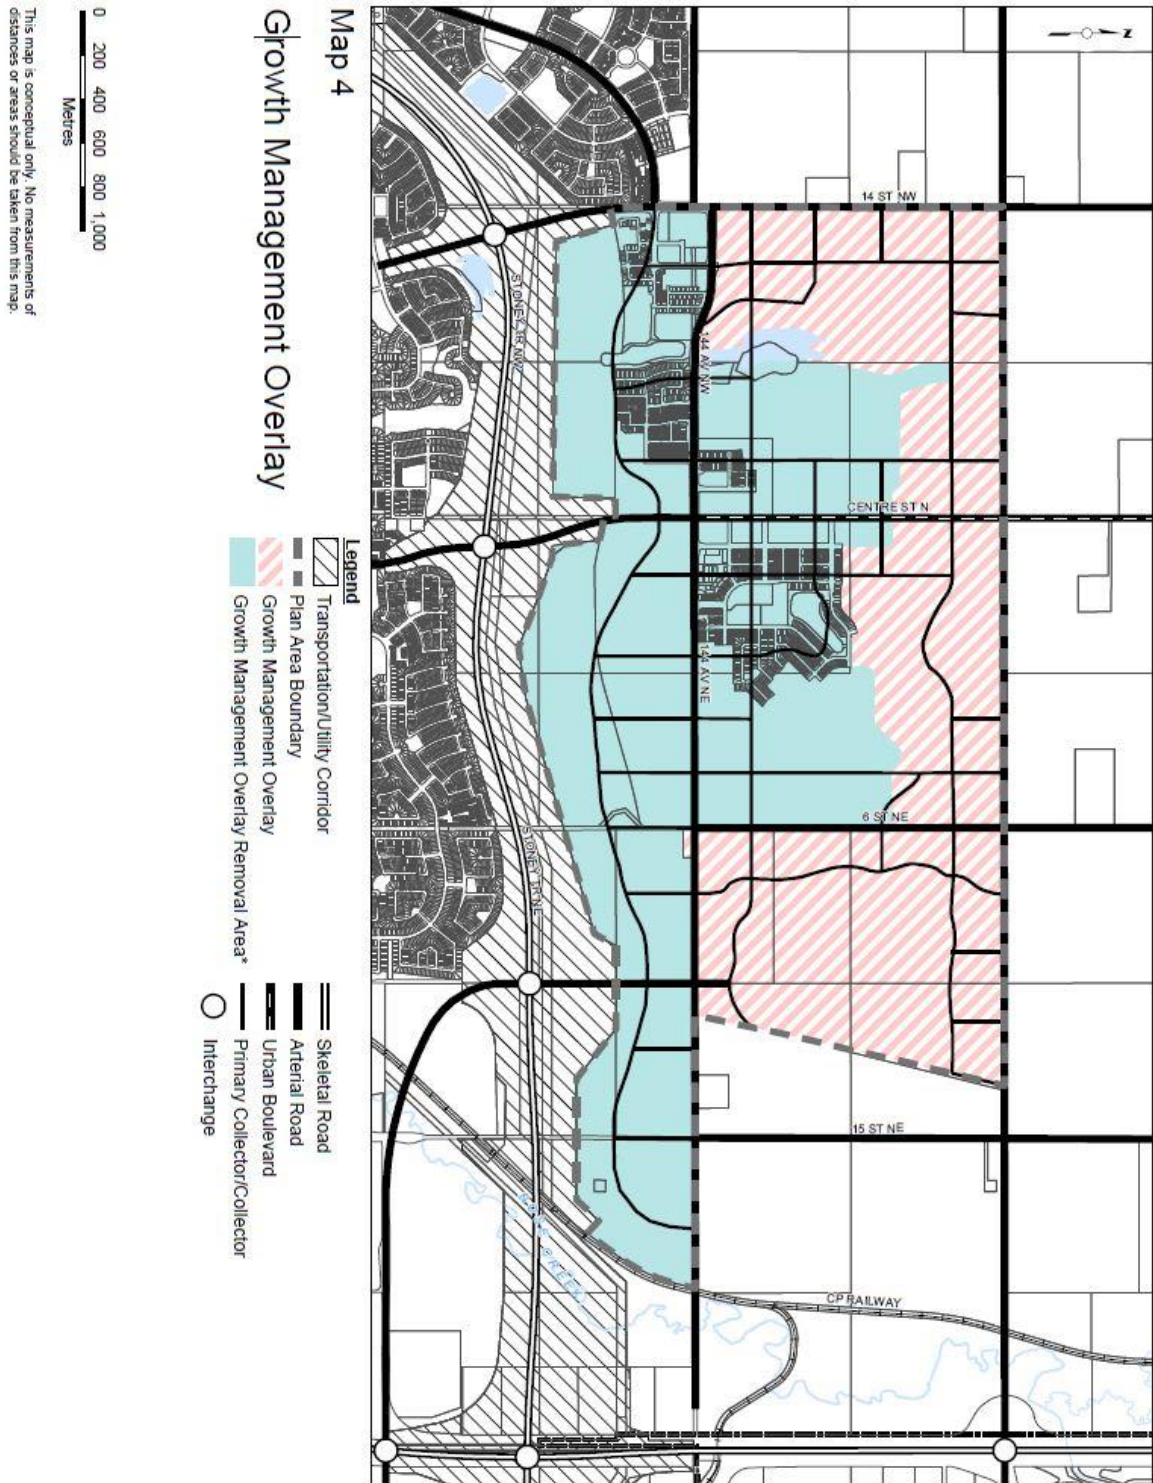 Map 4
Growth Management Overlay
0 200 400 600 800 1,000
Metres
This map is conceptual only. No measurements of
distances or areas should be taken from this map.
Legend
Transportation/Utility Corridor
Plan Area Boundary
Growth Management Overlay
Growth Management Overlay Removal Area*
Skeletal Road
Arterial Road
Urban Boulevard
Primary Collector/Collector
Interchange
N
14 ST NW
STONEY TR NW
144 AV NW
CENTRE ST N
144 AV NE
6 ST NE
STONEY TR NE
15 ST NE
NOSE CREEK
CP RAILWAY